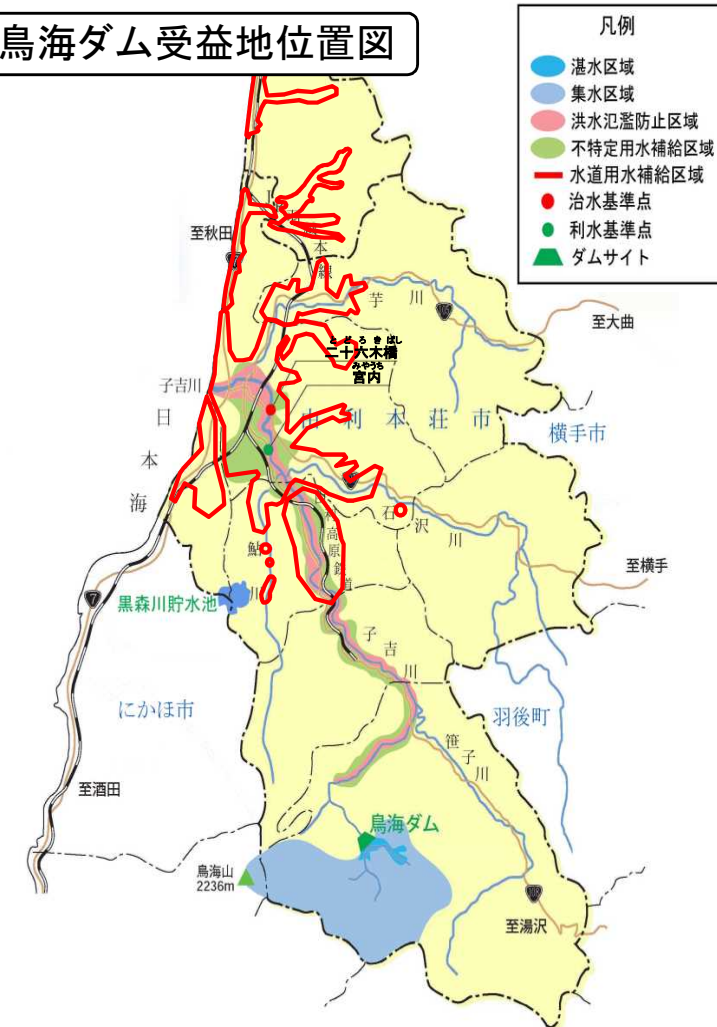 鳥海ダム受益地位置図
凡例
湛水区域
集水区域
洪水氾濫防止区域
不特定用水補給区域
水道用水補給区域
治水基準点
利水基準点
ダムサイト
至秋田
本線
芋川
至大曲
とどろきばし
二十六木橋
みやうち
宮内
子吉川
日本海
由利本荘市
横手市
石沢川
至横手
鮎川
高原鉄道
7
黒森川貯水池
子吉川
にかほ市
羽後町
笹子川
至酒田
鳥海ダム
鳥海山
2236m
至湯沢